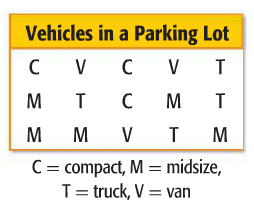 Vehicles in a Parking Lot
C V C V T
M T C M T
M M V T M
C = compact, M = midsize,
T = truck, V = van